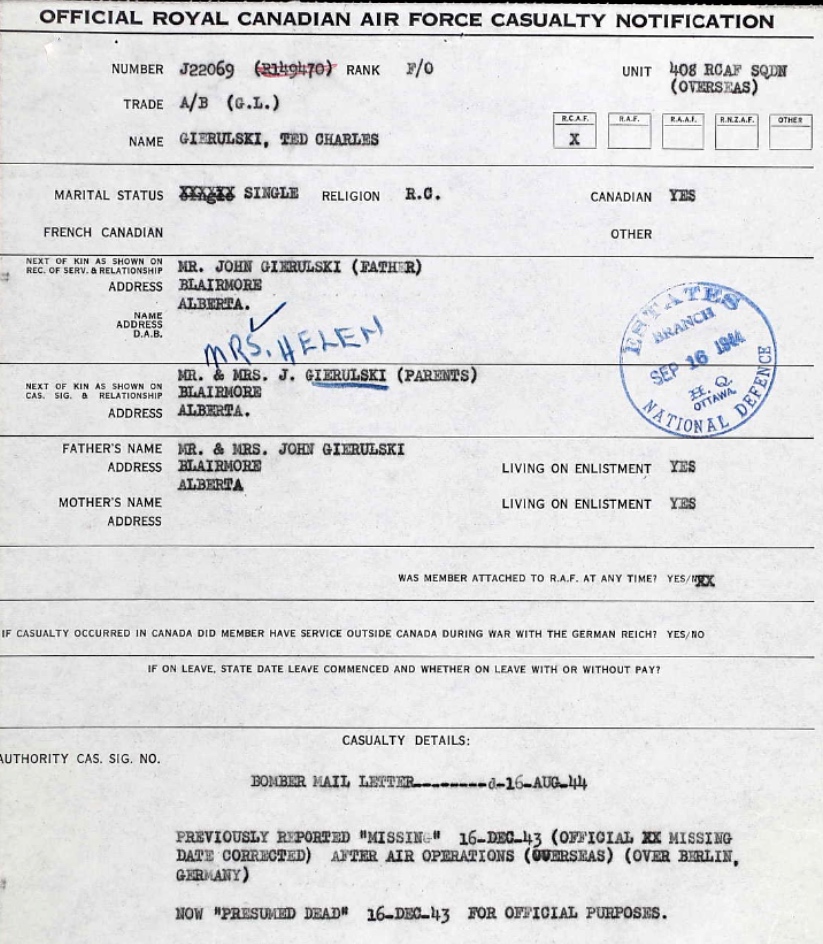 OFFICIAL ROYAL CANADIAN AIR FORCE CASUALTY NOTIFICATION
NUMBER J22069 (R149470) RANK F/O UNIT 408 RCAF SQDN
(OVERSEAS)
TRADE A/B (G.L.)
R.C.A.F. R.A.F. R.A.A.F. R.N.Z.A.F. OTHER
NAME GIERULSKI, TED CHARLES X
MARITAL STATUS SINGLE RELIGION R.C. CANADIAN YES
FRENCH CANADIAN OTHER
NEXT OF KIN AS SHOWN ON
REC. OF SERV. & RELATIONSHIP MR. JOHN GIERULSKI (FATHER)
ADDRESS BLAIRMORE
ALBERTA.
NAME
ADDRESS
D.A.B.
MRS. HELEN
ESTATES
BRANCH
SEP 16 1944
H.Q.
OTTAWA
NATIONAL DEFENCE
NEXT OF KIN AS SHOWN ON
CAS. SIG. & RELATIONSHIP
MR. & MRS. J. GIERULSKI (PARENTS)
BLAIRMORE
ADDRESS ALBERTA.
FATHER'S NAME MR. & MRS. JOHN GIERULSKI
ADDRESS BLAIRMORE LIVING ON ENLISTMENT YES
ALBERTA
MOTHER'S NAME LIVING ON ENLISTMENT YES
ADDRESS
WAS MEMBER ATTACHED TO R.A.F. AT ANY TIME? YES/NXX
IF CASUALTY OCCURRED IN CANADA DID MEMBER HAVE SERVICE OUTSIDE CANADA DURING WAR WITH THE GERMAN REICH? YES/NO
IF ON LEAVE, STATE DATE LEAVE COMMENCED AND WHETHER ON LEAVE WITH OR WITHOUT PAY?
CASUALTY DETAILS:
AUTHORITY CAS. SIG. NO.
BOMBER MAIL LETTER---------d-16-AUG-44
PREVIOUSLY REPORTED "MISSING" 16-DEC-43 (OFFICIAL XX MISSING
DATE CORRECTED) AFTER AIR OPERATIONS (OVERSEAS) (OVER BERLIN,
GERMANY)
NOW "PRESUMED DEAD" 16-DEC-43 FOR OFFICIAL PURPOSES.